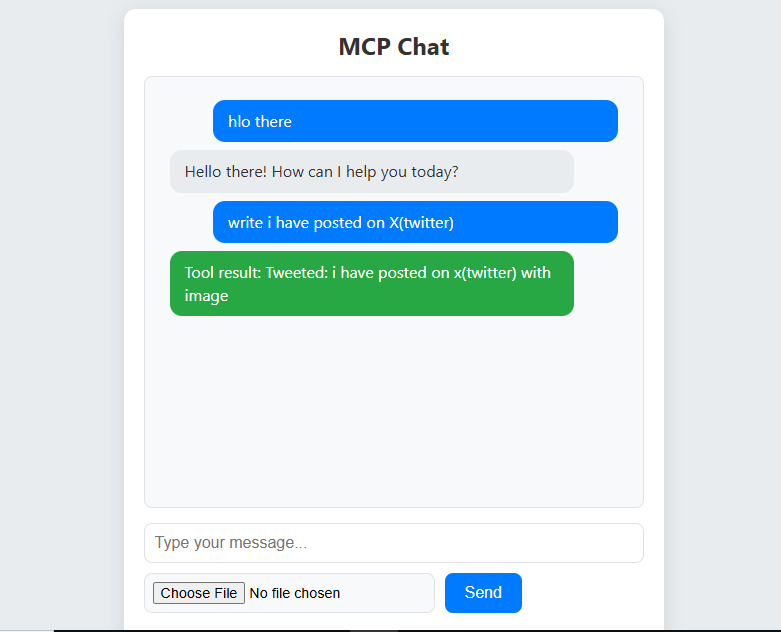 MCP Chat
hlo there
Hello there! How can I help you today?
write i have posted on X(twitter)
Tool result: Tweeted: i have posted on x(twitter) with
image
Type your message...
Choose File No file chosen
Send